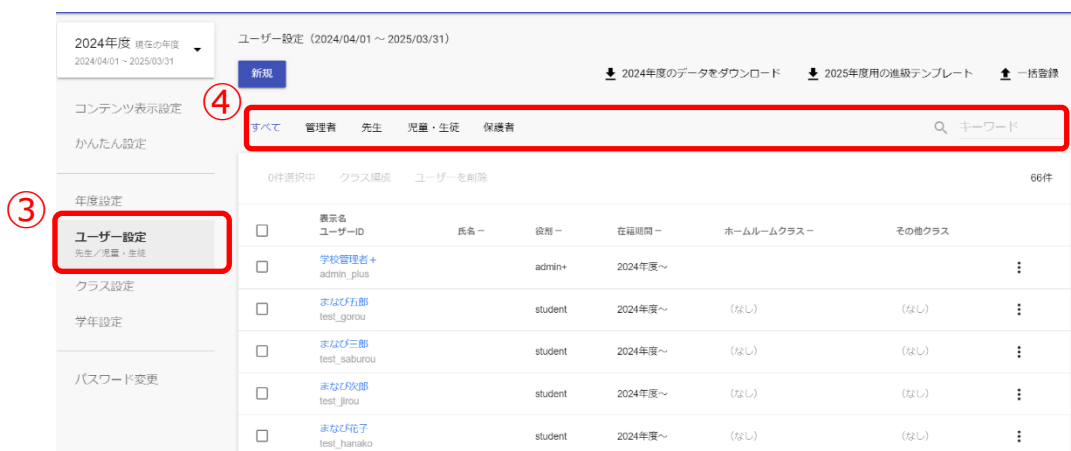 2024年度 現在の年度
2024/04/01 ~ 2025/03/31
コンテンツ表示設定
かんたん設定
年度設定
③
ユーザー設定
先生／児童・生徒
クラス設定
学年設定
パスワード変更
ユーザー設定（2024/04/01 ～ 2025/03/31）
新規
2024年度のデータをダウンロード 2025年度用の進級テンプレート 一括登録
④
すべて 管理者 先生 児童・生徒 保護者 キーワード
0件選択中 クラス編成 ユーザーを削除 66件
表示名
ユーザーID 氏名 － 役割 － 在籍期間 － ホームルームクラス － その他クラス
学校管理者+
admin_plus admin+ 2024年度～
まなび五郎
test_gorou student 2024年度～ （なし） （なし）
まなび三郎
test_saburou student 2024年度～ （なし） （なし）
まなび次郎
test_jirou student 2024年度～ （なし） （なし）
まなび花子
test_hanako student 2024年度～ （なし） （なし）